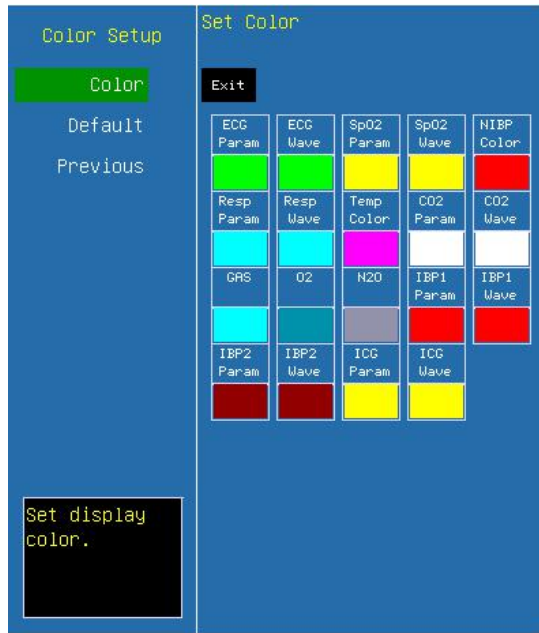 Color Setup
Color
Default
Previous
Set display
color.
Set Color
Exit
ECG Param
ECG Wave
SpO2 Param
SpO2 Wave
NIBP Color
Resp Param
Resp Wave
Temp Color
CO2 Param
CO2 Wave
GAS
O2
N2O
IBP1 Param
IBP1 Wave
IBP2 Param
IBP2 Wave
ICG Param
ICG Wave